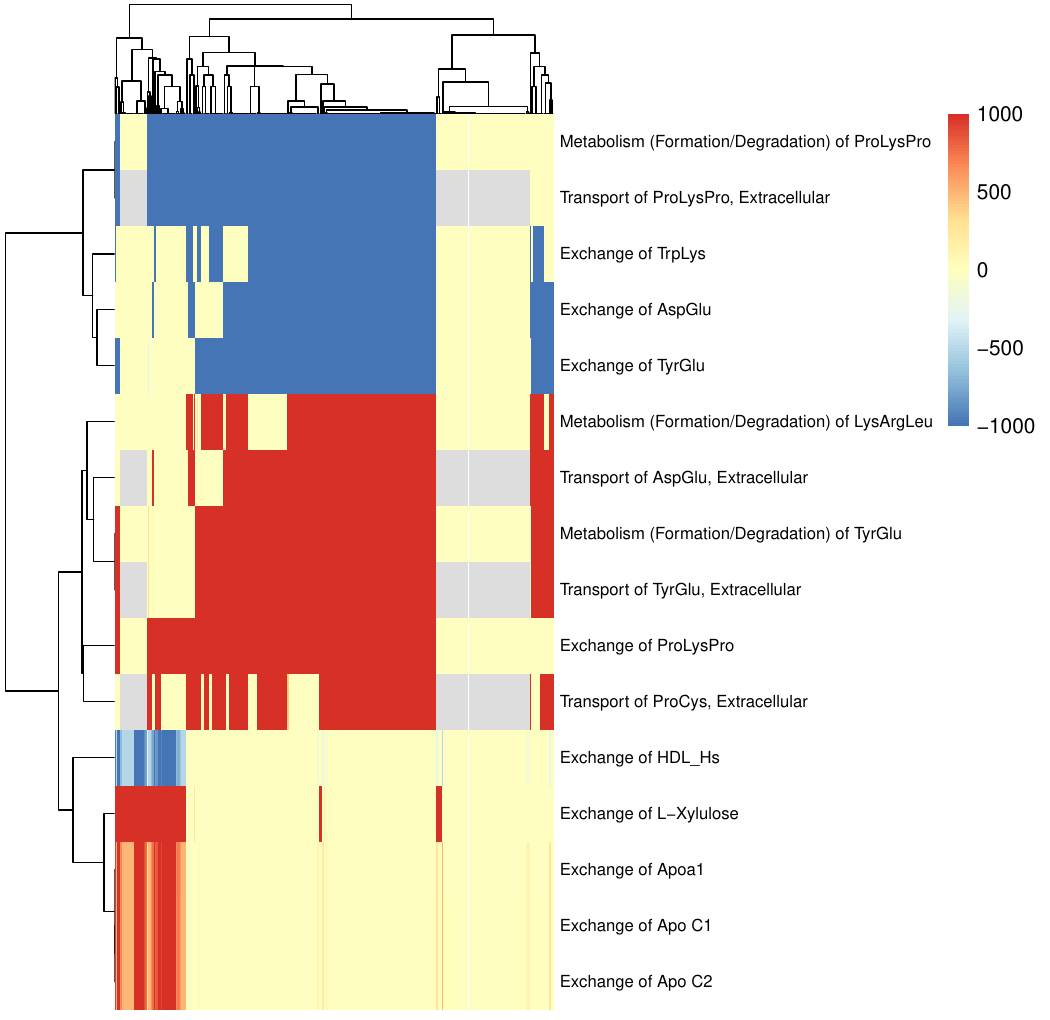 Metabolism (Formation/Degradation) of ProLysPro
Transport of ProLysPro, Extracellular
Exchange of TrpLys
Exchange of AspGlu
Exchange of TyrGlu
Metabolism (Formation/Degradation) of LysArgLeu
Transport of AspGlu, Extracellular
Metabolism (Formation/Degradation) of TyrGlu
Transport of TyrGlu, Extracellular
Exchange of ProLysPro
Transport of ProCys, Extracellular
Exchange of HDL_Hs
Exchange of L−Xylulose
Exchange of Apoa1
Exchange of Apo C1
Exchange of Apo C2
1000
500
0
−500
−1000